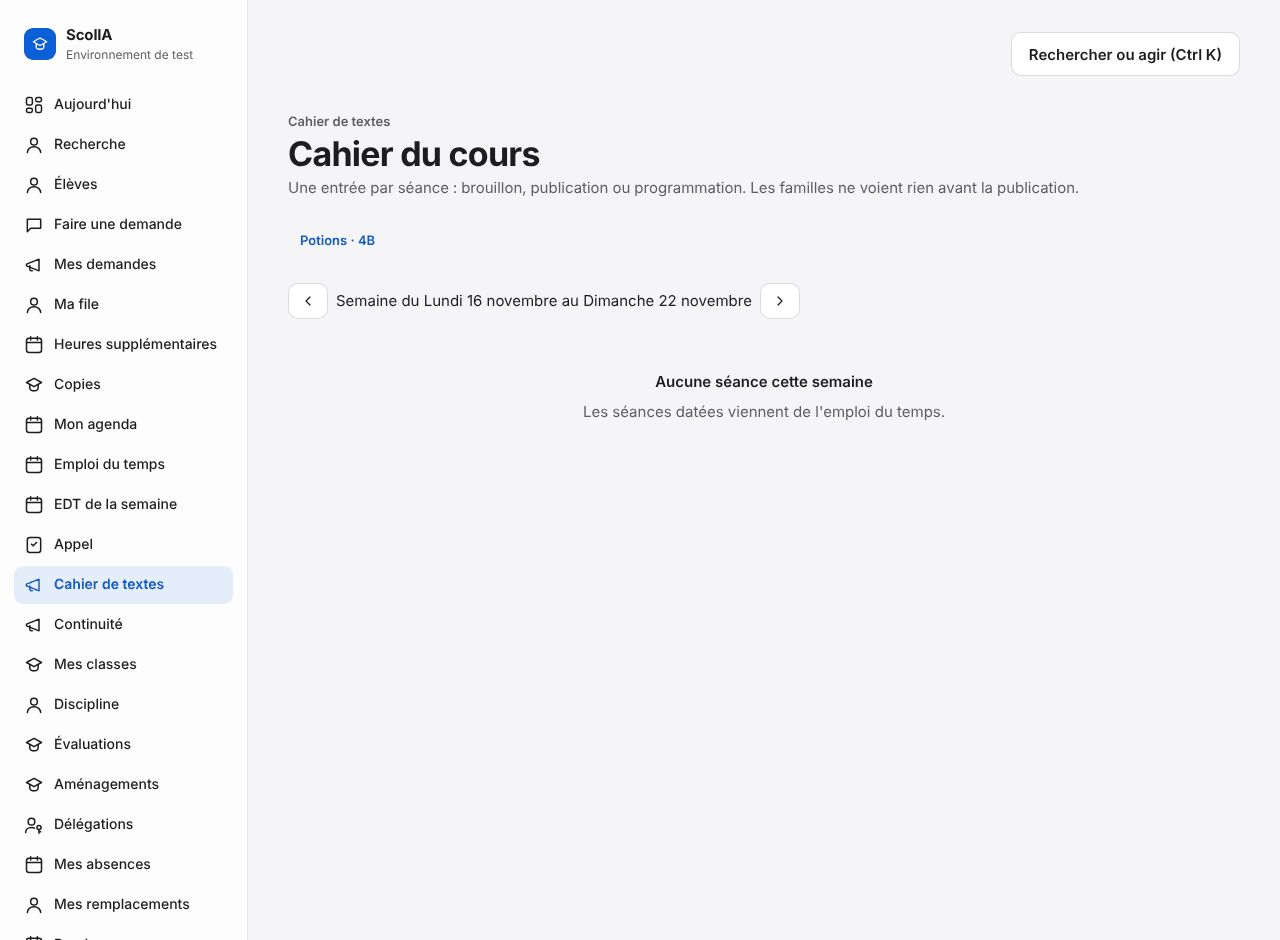 ScolIA
Environnement de test
Aujourd'hui
Recherche
Élèves
Faire une demande
Mes demandes
Ma file
Heures supplémentaires
Copies
Mon agenda
Emploi du temps
EDT de la semaine
Appel
Cahier de textes
Continuité
Mes classes
Discipline
Évaluations
Aménagements
Délégations
Mes absences
Mes remplacements
Rechercher ou agir (Ctrl K)
Cahier de textes
Cahier du cours
Une entrée par séance : brouillon, publication ou programmation. Les familles ne voient rien avant la publication.
Potions · 4B
Semaine du Lundi 16 novembre au Dimanche 22 novembre
Aucune séance cette semaine
Les séances datées viennent de l'emploi du temps.